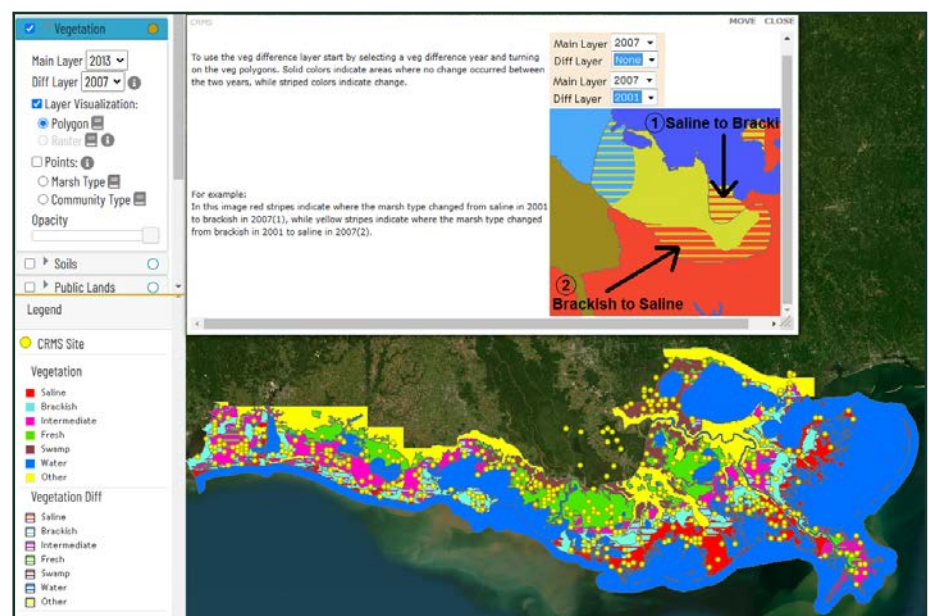 Vegetation
Main Layer 2013
Diff Layer 2007
Layer Visualization:
Polygon
Raster
Points:
Marsh Type
Community Type
Opacity
Soils
Public Lands
Legend
CRMS Site
Vegetation
Saline
Brackish
Intermediate
Fresh
Swamp
Water
Other
Vegetation Diff
Saline
Brackish
Intermediate
Fresh
Swamp
Water
Other
CRMS
MOVE CLOSE
To use the veg difference layer start by selecting a veg difference year and turning
on the veg polygons. Solid colors indicate areas where no change occurred between
the two years, while striped colors indicate change.
For example:
In this image red stripes indicate where the marsh type changed from saline in 2001
to brackish in 2007(1), while yellow stripes indicate where the marsh type changed
from brackish in 2001 to saline in 2007(2).
Main Layer 2007
Diff Layer None
Main Layer 2007
Diff Layer 2001
1 Saline to Bracki
2
Brackish to Saline